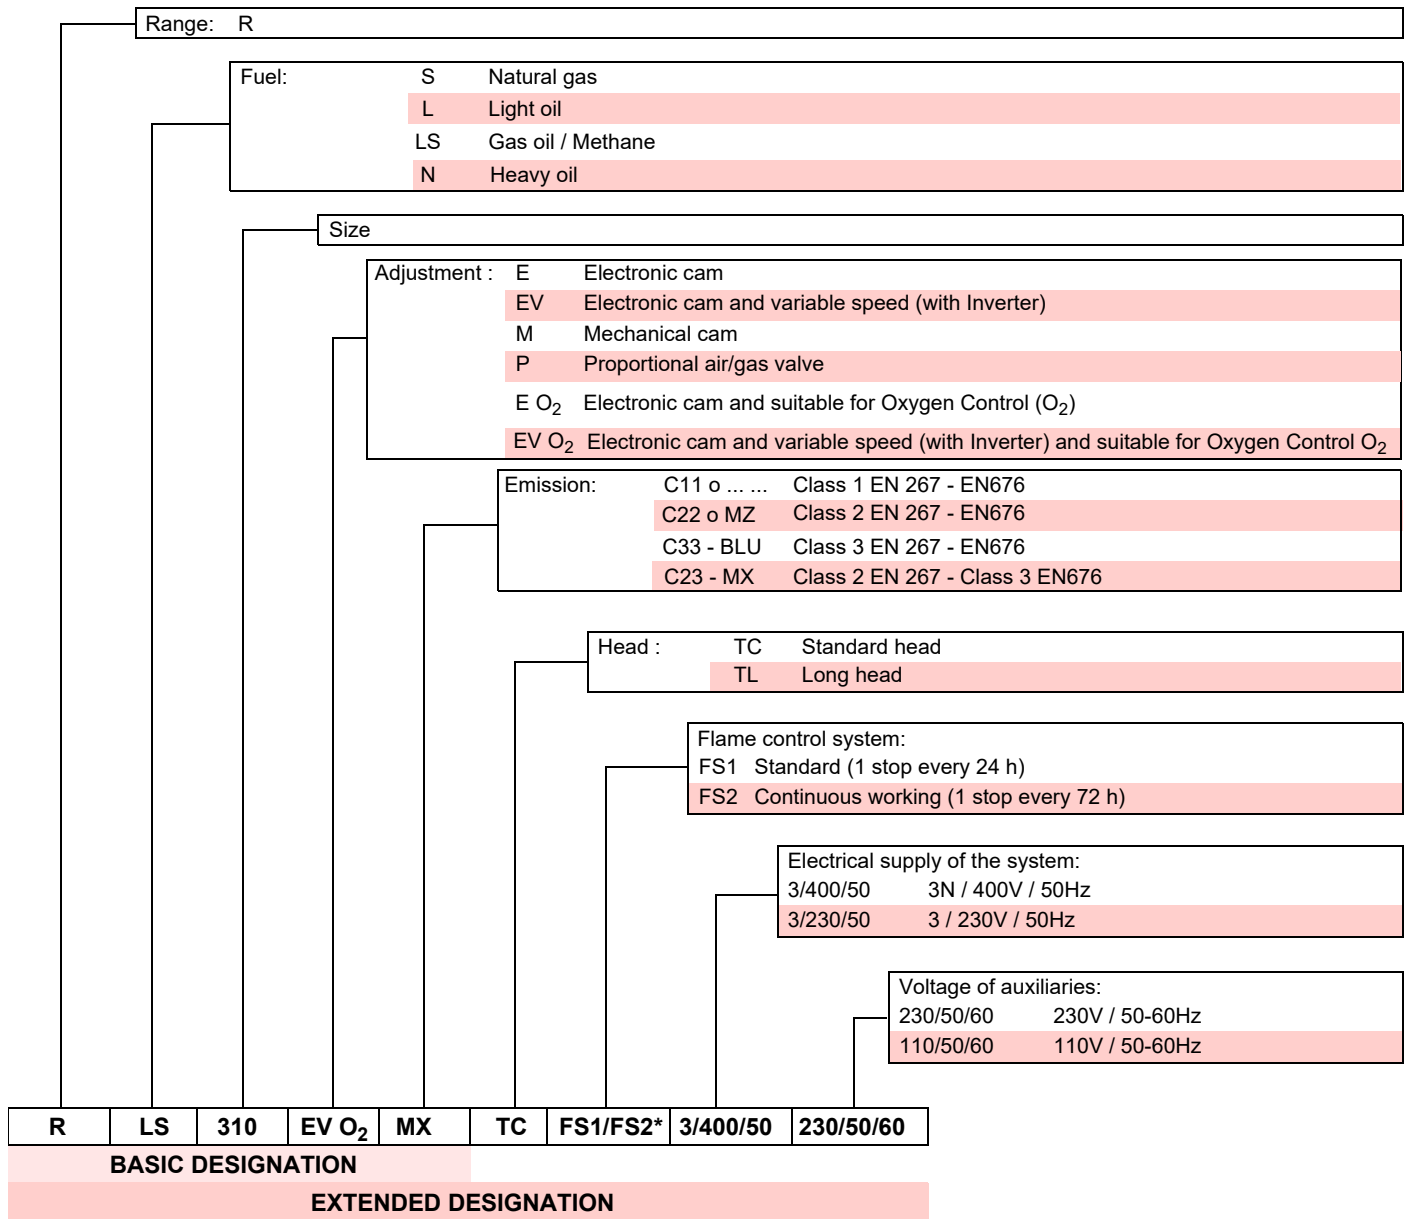 Range: R
Fuel: S Natural gas
L Light oil
LS Gas oil / Methane
N Heavy oil
Size
Adjustment : E Electronic cam
EV Electronic cam and variable speed (with Inverter)
M Mechanical cam
P Proportional air/gas valve
E O₂ Electronic cam and suitable for Oxygen Control (O₂)
EV O₂ Electronic cam and variable speed (with Inverter) and suitable for Oxygen Control O₂
Emission: C11 o ... ... Class 1 EN 267 - EN676
C22 o MZ Class 2 EN 267 - EN676
C33 - BLU Class 3 EN 267 - EN676
C23 - MX Class 2 EN 267 - Class 3 EN676
Head : TC Standard head
TL Long head
Flame control system:
FS1 Standard (1 stop every 24 h)
FS2 Continuous working (1 stop every 72 h)
Electrical supply of the system:
3/400/50 3N / 400V / 50Hz
3/230/50 3 / 230V / 50Hz
Voltage of auxiliaries:
230/50/60 230V / 50-60Hz
110/50/60 110V / 50-60Hz
R LS 310 EV O₂ MX TC FS1/FS2* 3/400/50 230/50/60
BASIC DESIGNATION
EXTENDED DESIGNATION